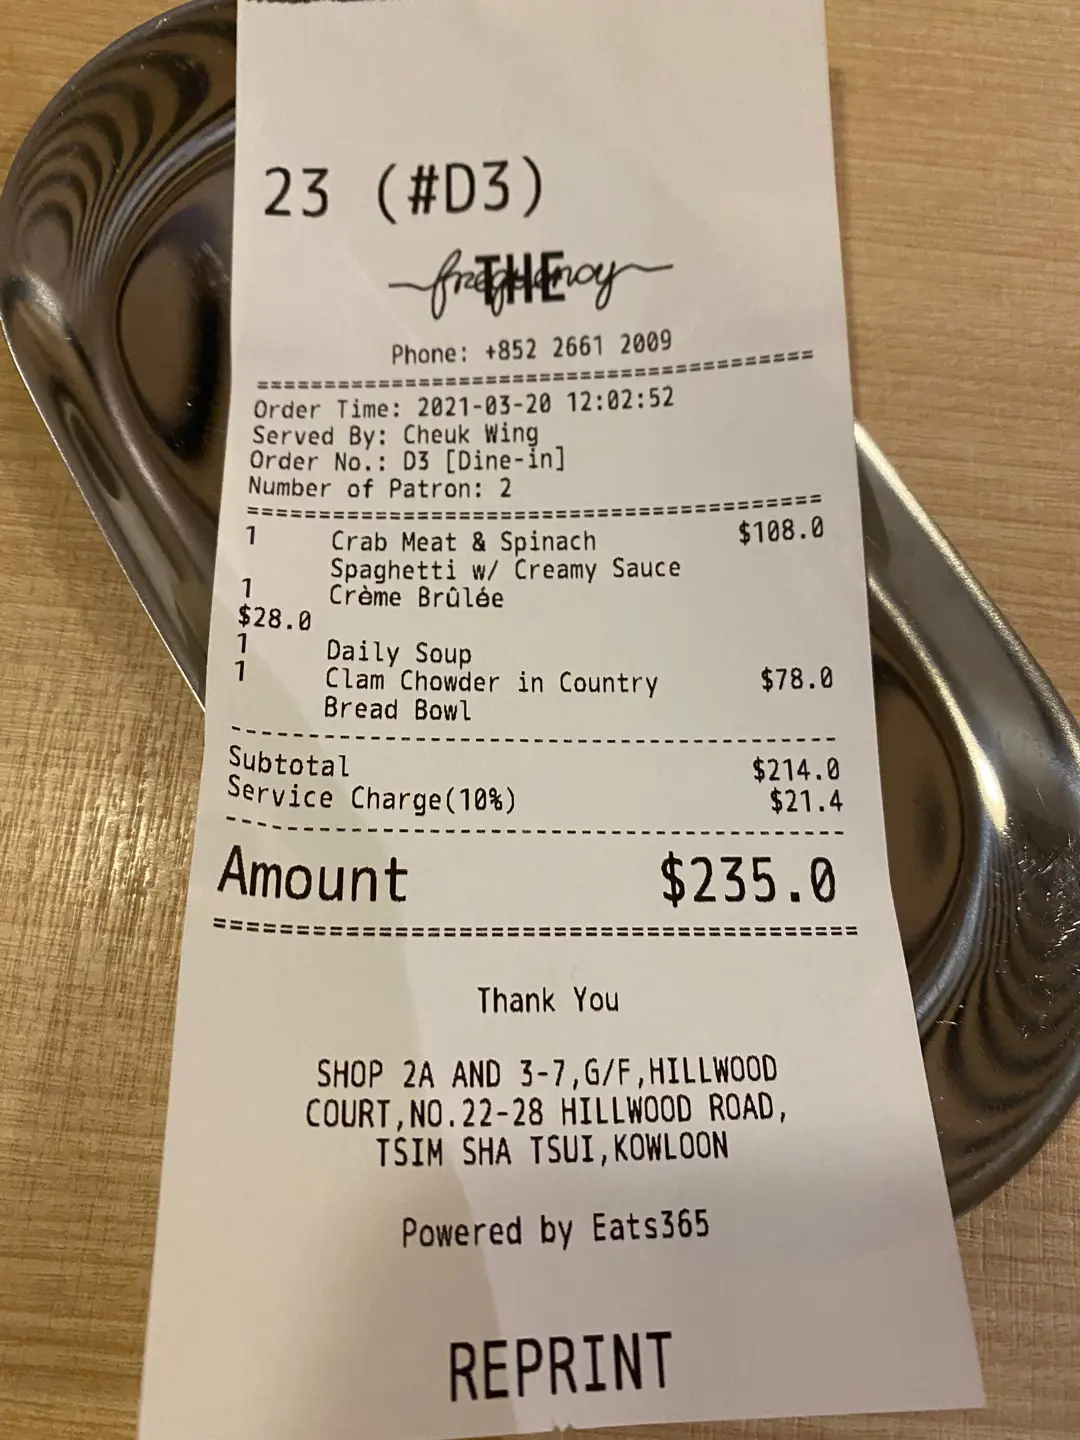 23 (#D3)
THE
frequency
Phone: +852 2661 2009
==========================================
Order Time: 2021-03-20 12:02:52
Served By: Cheuk Wing
Order No.: D3 [Dine-in]
Number of Patron: 2
==========================================
1 Crab Meat & Spinach $108.0
Spaghetti w/ Creamy Sauce
1 Crème Brûlée
$28.0
1 Daily Soup
1 Clam Chowder in Country $78.0
Bread Bowl
------------------------------------------
Subtotal $214.0
Service Charge(10%) $21.4
------------------------------------------
Amount $235.0
==========================================
Thank You
SHOP 2A AND 3-7,G/F,HILLWOOD
COURT,NO.22-28 HILLWOOD ROAD,
TSIM SHA TSUI,KOWLOON
Powered by Eats365
REPRINT